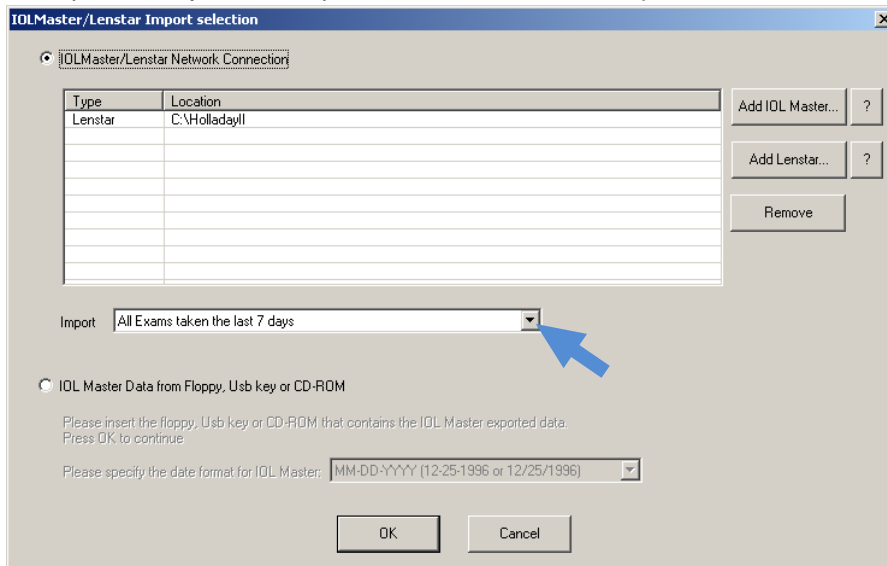 IOLMaster/Lenstar Import selection
IOLMaster/Lenstar Network Connection
Type Location
Lenstar C:\HolladayII
Add IOL Master... ?
Add Lenstar... ?
Remove
Import All Exams taken the last 7 days
IOL Master Data from Floppy, Usb key or CD-ROM
Please insert the floppy, Usb key or CD-ROM that contains the IOL Master exported data.
Press OK to continue
Please specify the date format for IOL Master: MM-DD-YYYY (12-25-1996 or 12/25/1996)
OK Cancel